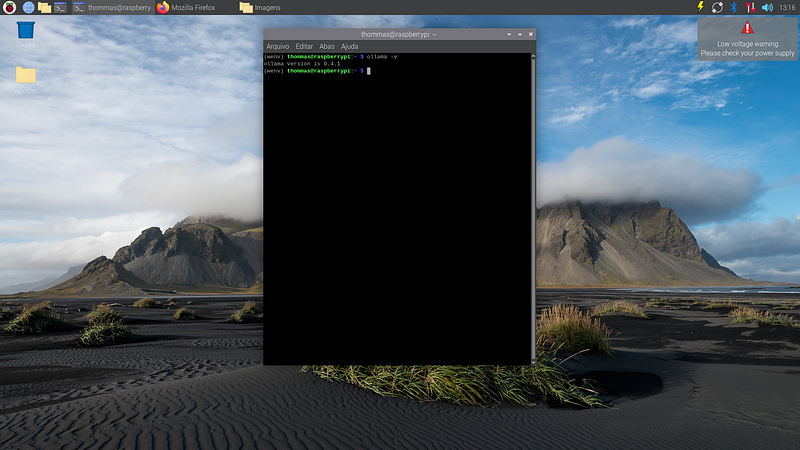 thommas@raspberry...
Mozilla Firefox
Imagens
13:16
Low voltage warning
Please check your power supply
Lixeira
thommas@raspberrypi: ~
Arquivo Editar Abas Ajuda
(wenv) thommas@raspberrypi:~ $ ollama -v
ollama version is 0.4.1
(wenv) thommas@raspberrypi:~ $